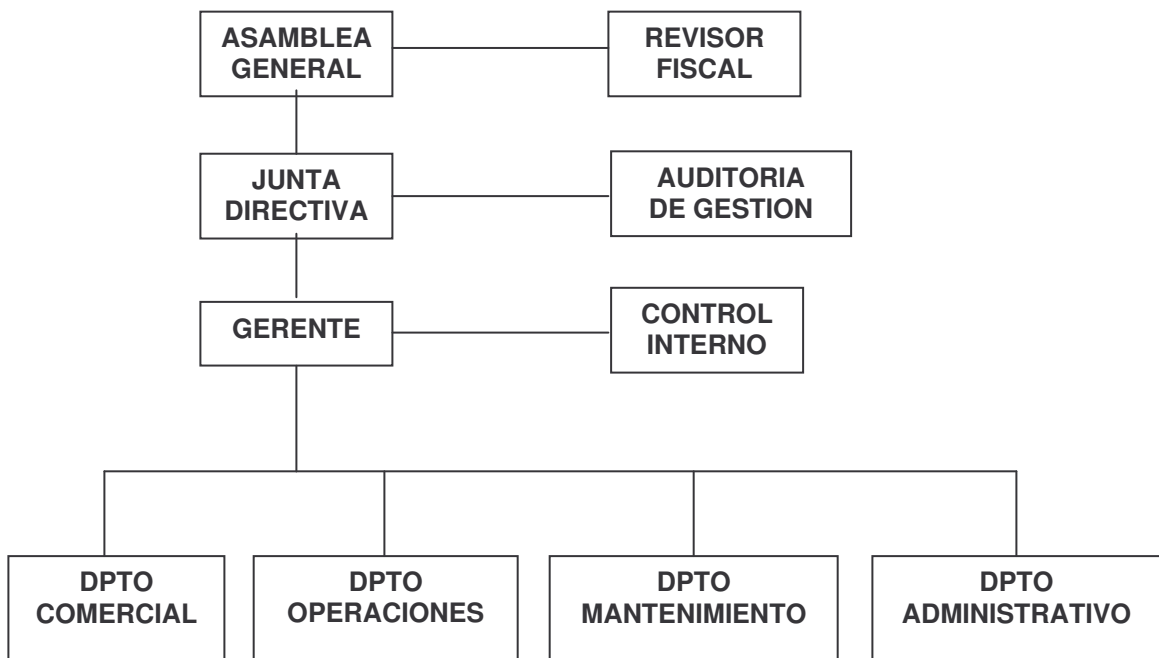 ASAMBLEA
GENERAL
REVISOR
FISCAL
JUNTA
DIRECTIVA
AUDITORIA
DE GESTION
GERENTE
CONTROL
INTERNO
DPTO
COMERCIAL
DPTO
OPERACIONES
DPTO
MANTENIMIENTO
DPTO
ADMINISTRATIVO